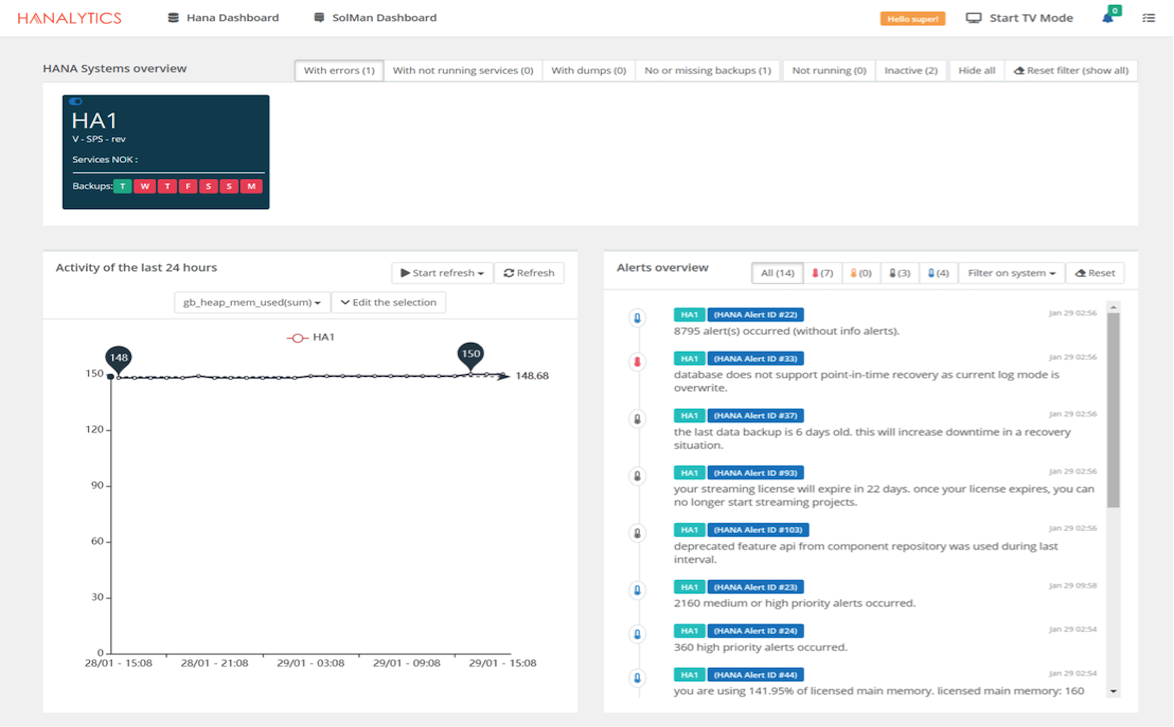 HANALYTICS
Hana Dashboard
SolMan Dashboard
Hello super!
Start TV Mode
0
HANA Systems overview
With errors (1)
With not running services (0)
With dumps (0)
No or missing backups (1)
Not running (0)
Inactive (2)
Hide all
Reset filter (show all)
HA1
V - SPS - rev
Services NOK :
Backups: T W T F S S M
Activity of the last 24 hours
Start refresh
Refresh
gb_heap_mem_used(sum)
Edit the selection
HA1
148
150
148.68
150
120
90
60
30
0
28/01 - 15:08
28/01 - 21:08
29/01 - 03:08
29/01 - 09:08
29/01 - 15:08
Alerts overview
All (14)
(7)
(0)
(3)
(4)
Filter on system
Reset
HA1 (HANA Alert ID #22) Jan 29 02:56
8795 alert(s) occurred (without info alerts).
HA1 (HANA Alert ID #33) Jan 29 02:56
database does not support point-in-time recovery as current log mode is
overwrite.
HA1 (HANA Alert ID #37) Jan 29 02:56
the last data backup is 6 days old. this will increase downtime in a recovery
situation.
HA1 (HANA Alert ID #93) Jan 29 02:56
your streaming license will expire in 22 days. once your license expires, you can
no longer start streaming projects.
HA1 (HANA Alert ID #103) Jan 29 02:56
deprecated feature api from component repository was used during last
interval.
HA1 (HANA Alert ID #23) Jan 29 09:58
2160 medium or high priority alerts occurred.
HA1 (HANA Alert ID #24) Jan 29 02:54
360 high priority alerts occurred.
HA1 (HANA Alert ID #44) Jan 29 02:54
you are using 141.95% of licensed main memory. licensed main memory: 160